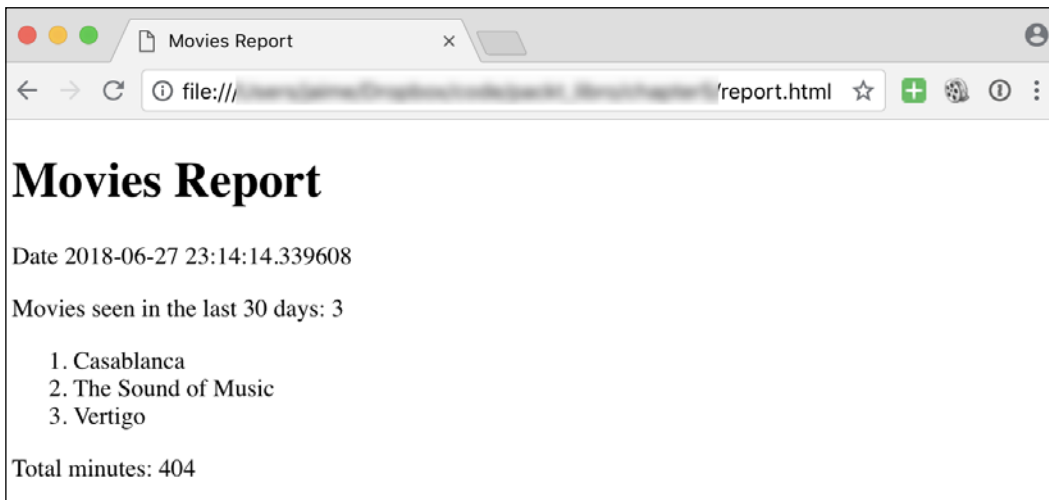 Movies Report
file:///
/report.html
Movies Report
Date 2018-06-27 23:14:14.339608
Movies seen in the last 30 days: 3
1. Casablanca
2. The Sound of Music
3. Vertigo
Total minutes: 404